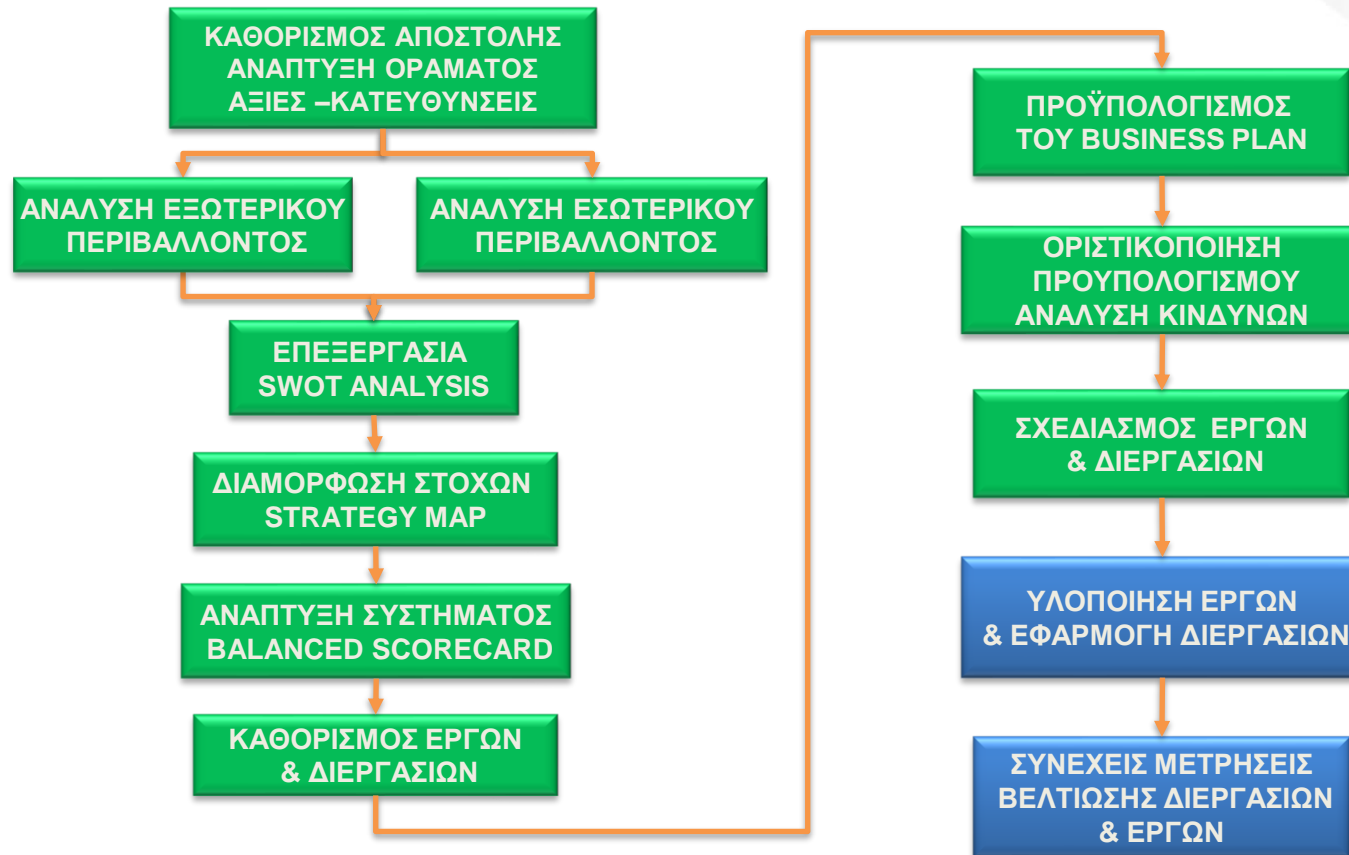 ΚΑΘΟΡΙΣΜΟΣ ΑΠΟΣΤΟΛΗΣ
ΑΝΑΠΤΥΞΗ ΟΡΑΜΑΤΟΣ
ΑΞΙΕΣ –ΚΑΤΕΥΘΥΝΣΕΙΣ
ΑΝΑΛΥΣΗ ΕΞΩΤΕΡΙΚΟΥ
ΠΕΡΙΒΑΛΛΟΝΤΟΣ
ΑΝΑΛΥΣΗ ΕΣΩΤΕΡΙΚΟΥ
ΠΕΡΙΒΑΛΛΟΝΤΟΣ
ΕΠΕΞΕΡΓΑΣΙΑ
SWOT ANALYSIS
ΔΙΑΜΟΡΦΩΣΗ ΣΤΟΧΩΝ
STRATEGY MAP
ΑΝΑΠΤΥΞΗ ΣΥΣΤΗΜΑΤΟΣ
BALANCED SCORECARD
ΚΑΘΟΡΙΣΜΟΣ ΕΡΓΩΝ
& ΔΙΕΡΓΑΣΙΩΝ
ΠΡΟΫΠΟΛΟΓΙΣΜΟΣ
ΤΟΥ BUSINESS PLAN
ΟΡΙΣΤΙΚΟΠΟΙΗΣΗ
ΠΡΟΥΠΟΛΟΓΙΣΜΟΥ
ΑΝΑΛΥΣΗ ΚΙΝΔΥΝΩΝ
ΣΧΕΔΙΑΣΜΟΣ ΕΡΓΩΝ
& ΔΙΕΡΓΑΣΙΩΝ
ΥΛΟΠΟΙΗΣΗ ΕΡΓΩΝ
& ΕΦΑΡΜΟΓΗ ΔΙΕΡΓΑΣΙΩΝ
ΣΥΝΕΧΕΙΣ ΜΕΤΡΗΣΕΙΣ
ΒΕΛΤΙΩΣΗΣ ΔΙΕΡΓΑΣΙΩΝ
& ΕΡΓΩΝ